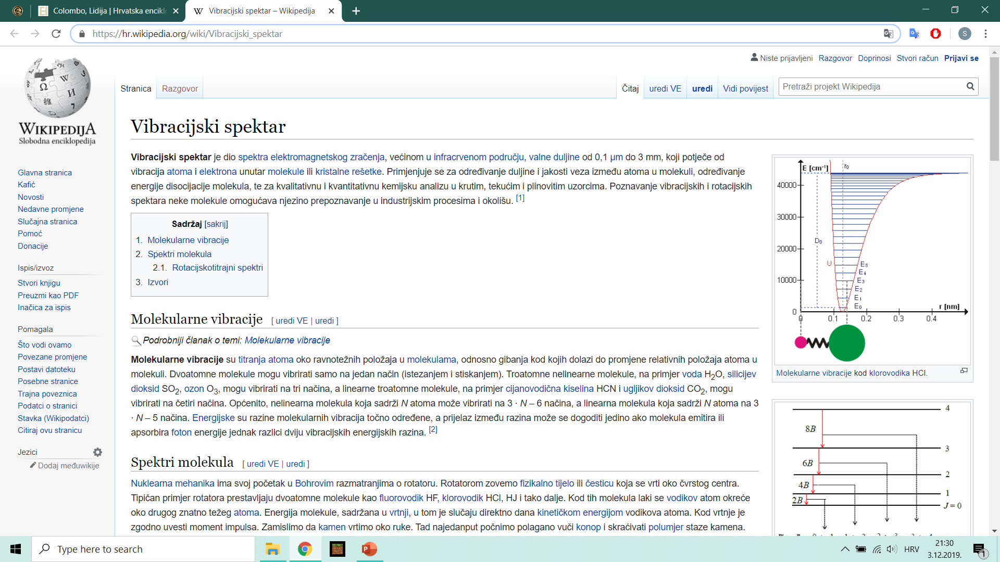 Colombo, Lidija | Hrvatska encikl
Vibracijski spektar – Wikipedia
https://hr.wikipedia.org/wiki/Vibracijski_spektar
S
Niste prijavljeni Razgovor Doprinosi Stvori račun Prijavi se
Stranica Razgovor Čitaj uredi VE uredi Vidi povijest Pretraži projekt Wikipedija
WIKIPEDIJA
Slobodna enciklopedija
Glavna stranica
Kafić
Novosti
Nedavne promjene
Slučajna stranica
Pomoć
Donacije
Ispis/izvoz
Stvori knjigu
Preuzmi kao PDF
Inačica za ispis
Pomagala
Što vodi ovamo
Povezane promjene
Postavi datoteku
Posebne stranice
Trajna poveznica
Podatci o stranici
Stavka (Wikipodatci)
Citiraj ovu stranicu
Jezici
Dodaj međuwikije
Vibracijski spektar
Vibracijski spektar je dio spektra elektromagnetskog zračenja, većinom u infracrvenom području, valne duljine od 0,1 μm do 3 mm, koji potječe od
vibracija atoma i elektrona unutar molekule ili kristalne rešetke. Primjenjuje se za određivanje duljine i jakosti veza između atoma u molekuli, određivanje
energije disocijacije molekula, te za kvalitativnu i kvantitativnu kemijsku analizu u krutim, tekućim i plinovitim uzorcima. Poznavanje vibracijskih i rotacijskih
spektara neke molekule omogućava njezino prepoznavanje u industrijskim procesima i okolišu. [1]
Sadržaj [sakrij]
1. Molekularne vibracije
2. Spektri molekula
2.1. Rotacijskotitrajni spektri
3. Izvori
Molekularne vibracije [ uredi VE | uredi ]
Podrobniji članak o temi: Molekularne vibracije
Molekularne vibracije su titranja atoma oko ravnotežnih položaja u molekulama, odnosno gibanja kod kojih dolazi do promjene relativnih položaja atoma u
molekuli. Dvoatomne molekule mogu vibrirati samo na jedan način (istezanjem i stiskanjem). Troatomne nelinearne molekule, na primjer voda H2O, silicijev
dioksid SO2, ozon O3, mogu vibrirati na tri načina, a linearne troatomne molekule, na primjer cijanovodična kiselina HCN i ugljikov dioksid CO2, mogu
vibrirati na četiri načina. Općenito, nelinearna molekula koja sadrži N atoma može vibrirati na 3 · N – 6 načina, a linearna molekula koja sadrži N atoma na 3
· N – 5 načina. Energijske su razine molekularnih vibracija točno određene, a prijelaz između razina može se dogoditi jedino ako molekula emitira ili
apsorbira foton energije jednak razlici dviju vibracijskih energijskih razina. [2]
Spektri molekula [ uredi VE | uredi ]
Nuklearna mehanika ima svoj početak u Bohrovim razmatranjima o rotatoru. Rotatorom zovemo fizikalno tijelo ili česticu koja se vrti oko čvrstog centra.
Tipičan primjer rotatora prestavljaju dvoatomne molekule kao fluorovodik HF, klorovodik HCl, HJ i tako dalje. Kod tih molekula laki se vodikov atom okreće
oko drugog znatno težeg atoma. Energija molekule, sadržana u vrtnji, u tom je slučaju direktno dana kinetičkom energijom vodikova atoma. Kod vrtnje je
zgodno uvesti moment impulsa. Zamislimo da kamen vrtimo oko ruke. Tad najedanput počnimo polagano vuči konop i skraćivati polumjer staze kamena.
E [cm⁻¹] r₀
40000
30000
D₀
20000
U E₅
E₄
10000 E₃
E₂
E₁
E₀
0 r [nm]
0 0.1 0.2 0.3 0.4
Molekularne vibracije kod klorovodika HCl.
4
8B
3
6B
2
4B
1
2B
J = 0
Type here to search
HRV
21:30
3.12.2019.
1